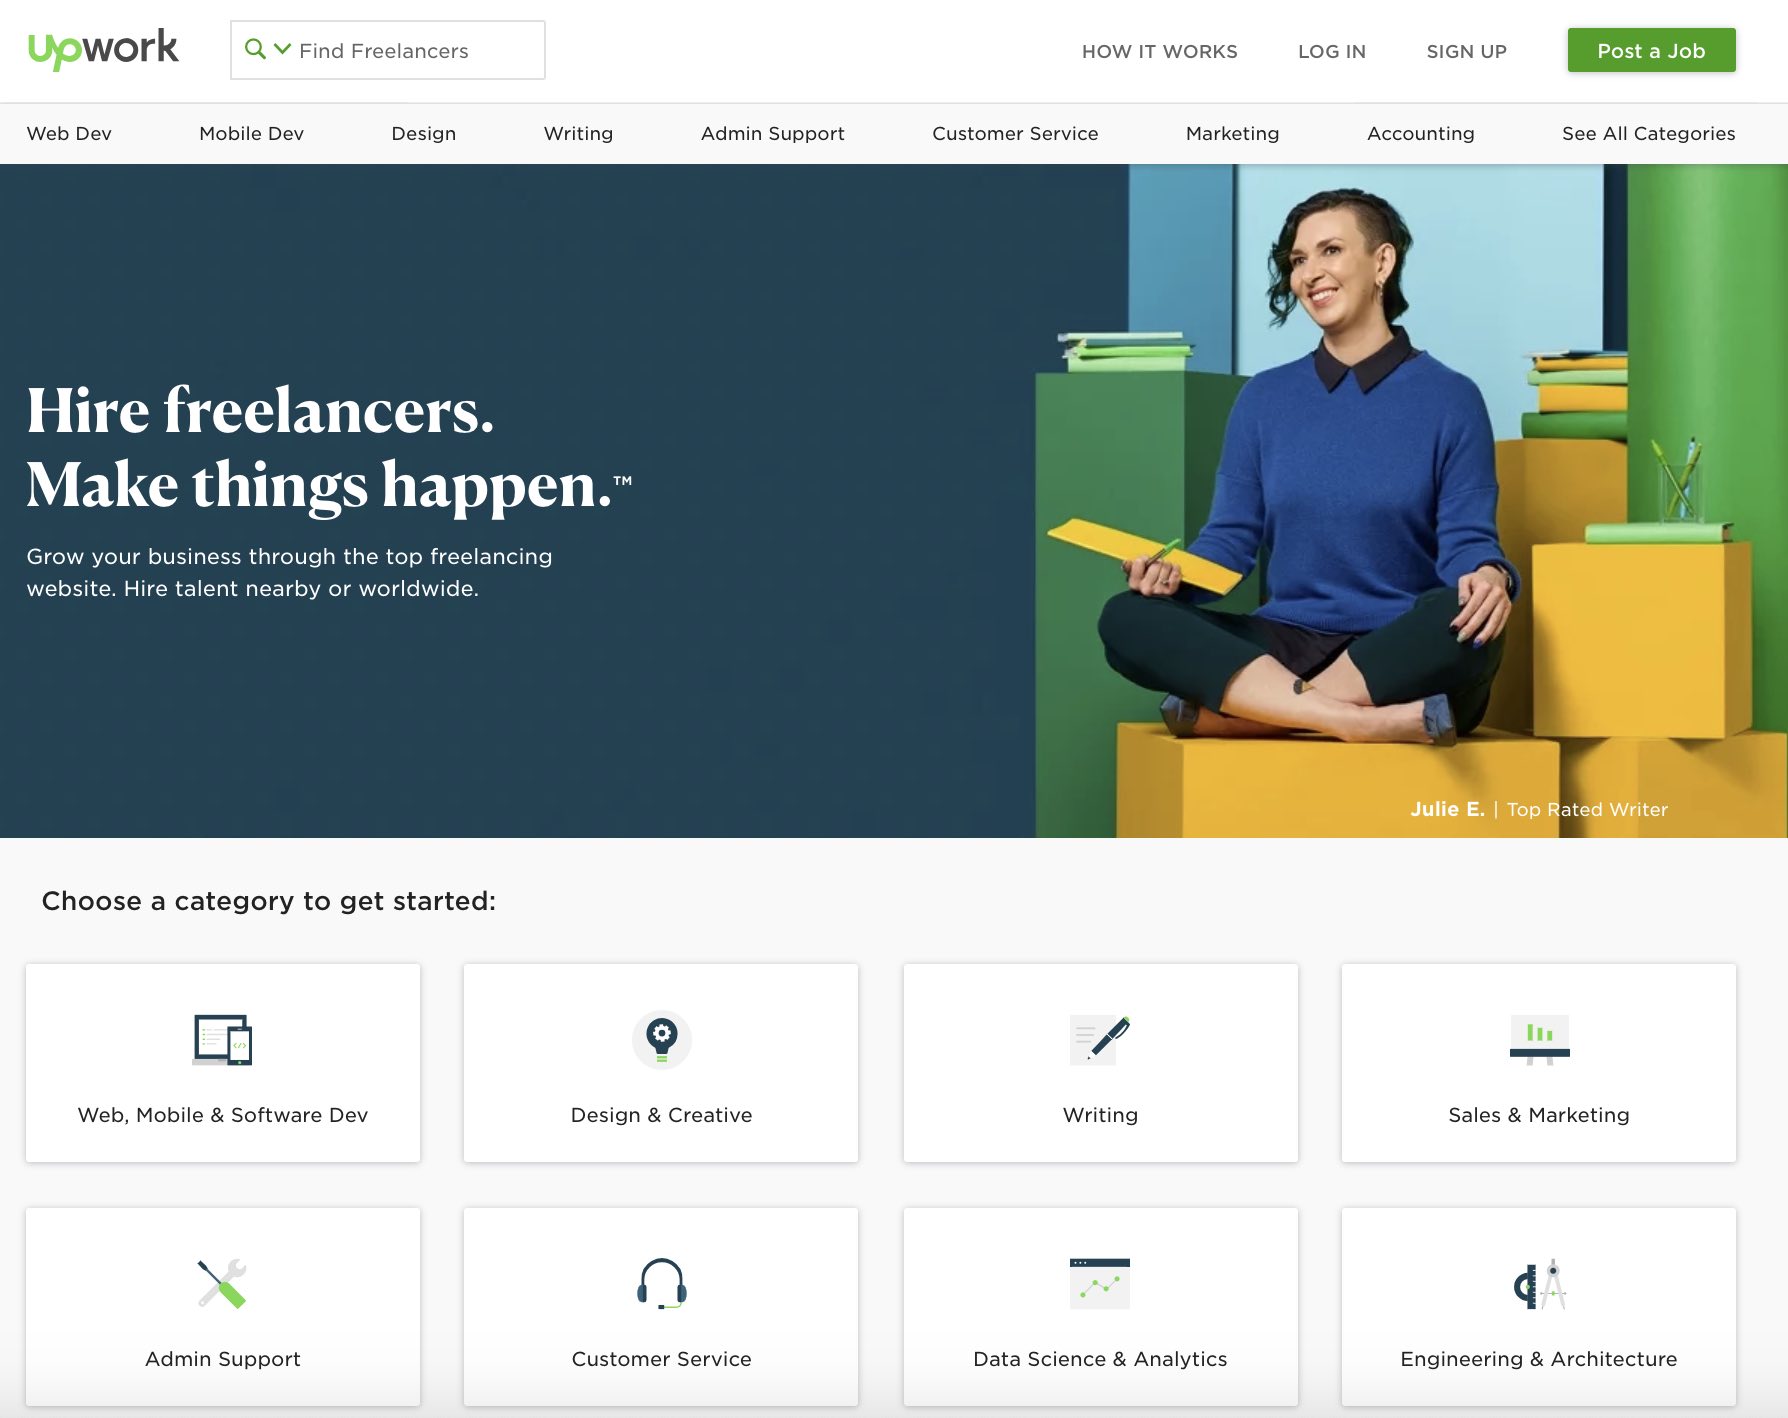 upwork
Find Freelancers
HOW IT WORKS
LOG IN
SIGN UP
Post a Job
Web Dev
Mobile Dev
Design
Writing
Admin Support
Customer Service
Marketing
Accounting
See All Categories
Hire freelancers.
Make things happen.™
Grow your business through the top freelancing
website. Hire talent nearby or worldwide.
Julie E. | Top Rated Writer
Choose a category to get started:
Web, Mobile & Software Dev
Design & Creative
Writing
Sales & Marketing
Admin Support
Customer Service
Data Science & Analytics
Engineering & Architecture